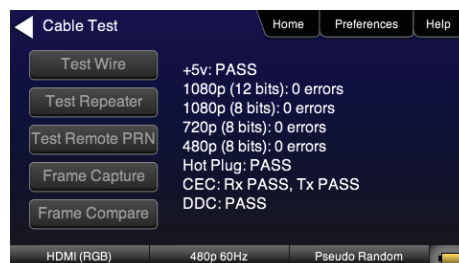 Cable Test
Home
Preferences
Help
Test Wire
Test Repeater
Test Remote PRN
Frame Capture
Frame Compare
+5v: PASS
1080p (12 bits): 0 errors
1080p (8 bits): 0 errors
720p (8 bits): 0 errors
480p (8 bits): 0 errors
Hot Plug: PASS
CEC: Rx PASS, Tx PASS
DDC: PASS
HDMI (RGB)
480p 60Hz
Pseudo Random